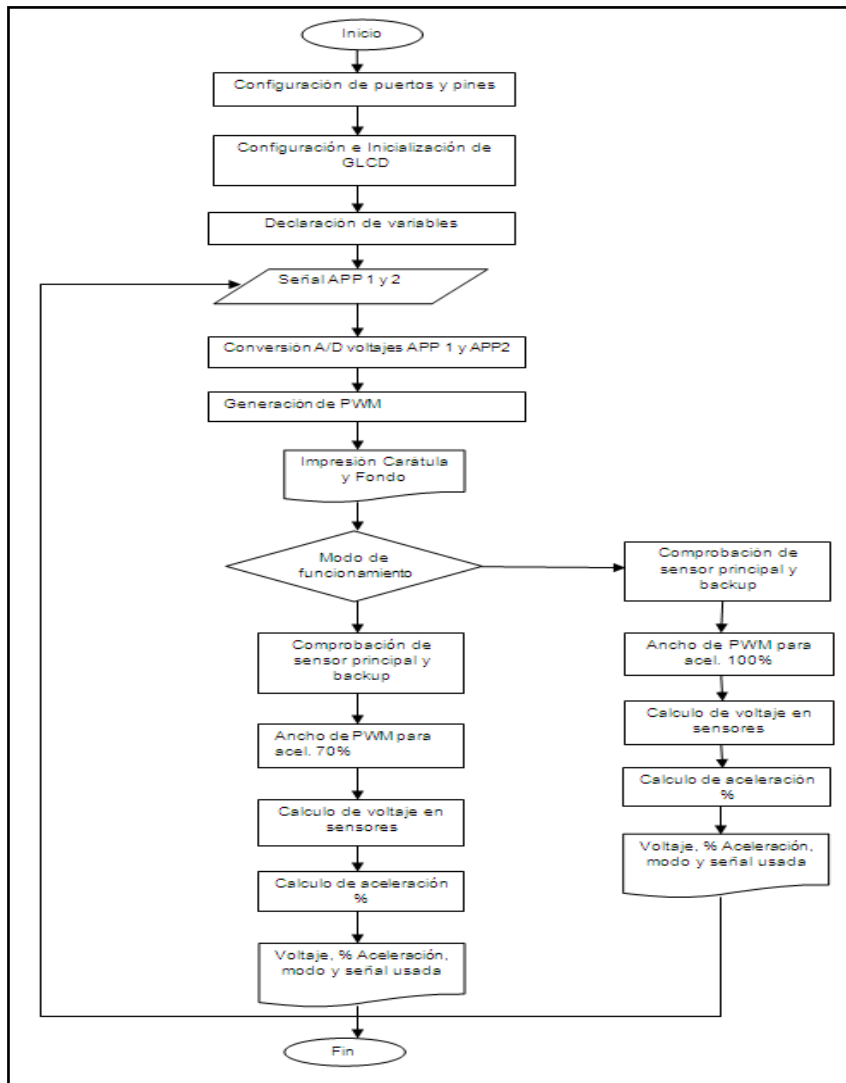 Inicio
Configuración de puertos y pines
Configuración e Inicialización de
GLCD
Declaración de variables
Señal APP 1 y 2
Conversión A/D voltajes APP 1 y APP2
Generación de PWM
Impresión Carátula
y Fondo
Modo de
funcionamiento
Comprobación de
sensor principal y
backup
Ancho de PWM para
acel. 70%
Calculo de voltaje en
sensores
Calculo de aceleración
%
Voltaje, % Aceleración,
modo y señal usada
Comprobación de
sensor principal y
backup
Ancho de PWM para
acel. 100%
Calculo de voltaje en
sensores
Calculo de aceleración
%
Voltaje, % Aceleración,
modo y señal usada
Fin